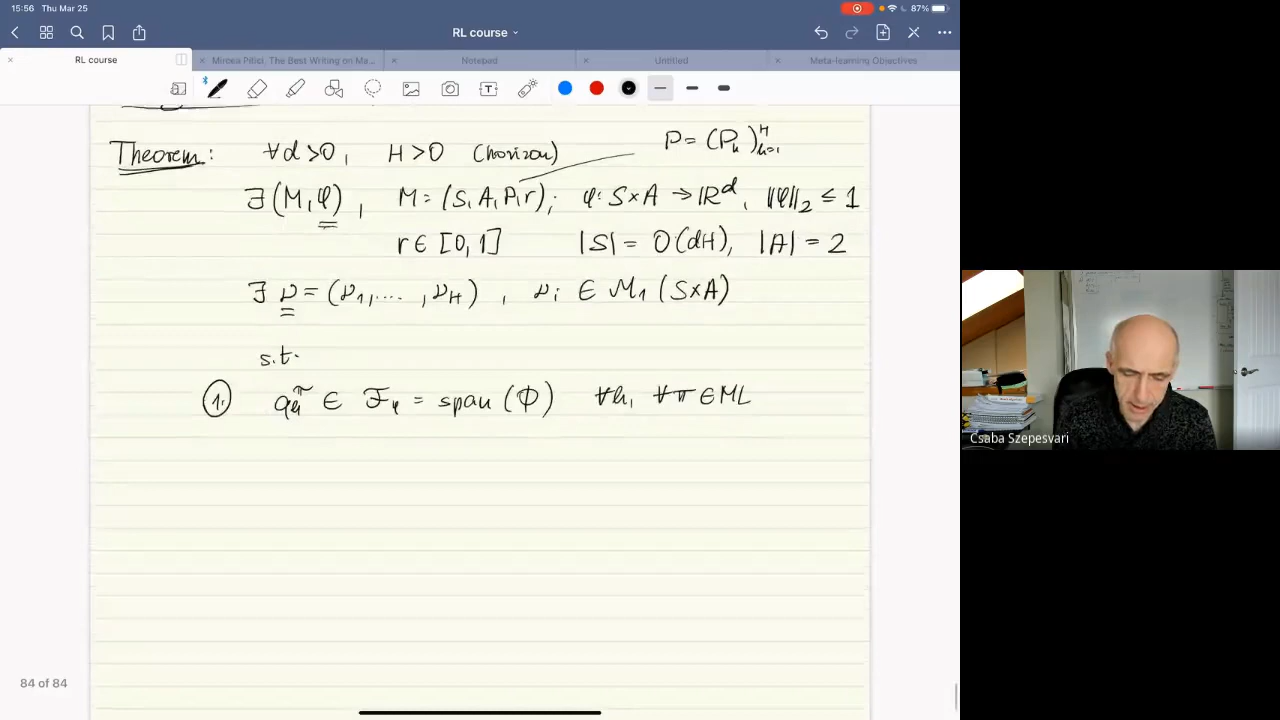 15:56 Thu Mar 25
87%
RL course
RL course
Mircea Pitici, The Best Writing on Ma...
Notepad
Untitled
Meta-learning Objectives
Theorem: ∀d>0, H>0 (horizon) P = (P_h)_{h=1}^H
∃(M,φ), M=(S,A,P,r); φ: S×A → ℝ^d, ‖φ‖_2 ≤ 1
r ∈ [0,1] |S| = O(dH), |A| = 2
∃ ν = (ν_1, ..., ν_H), ν_i ∈ M_1(S×A)
s.t.
1. q_h^π ∈ F_φ = span(Φ) ∀h, ∀π ∈ ML
Csaba Szepesvari
84 of 84